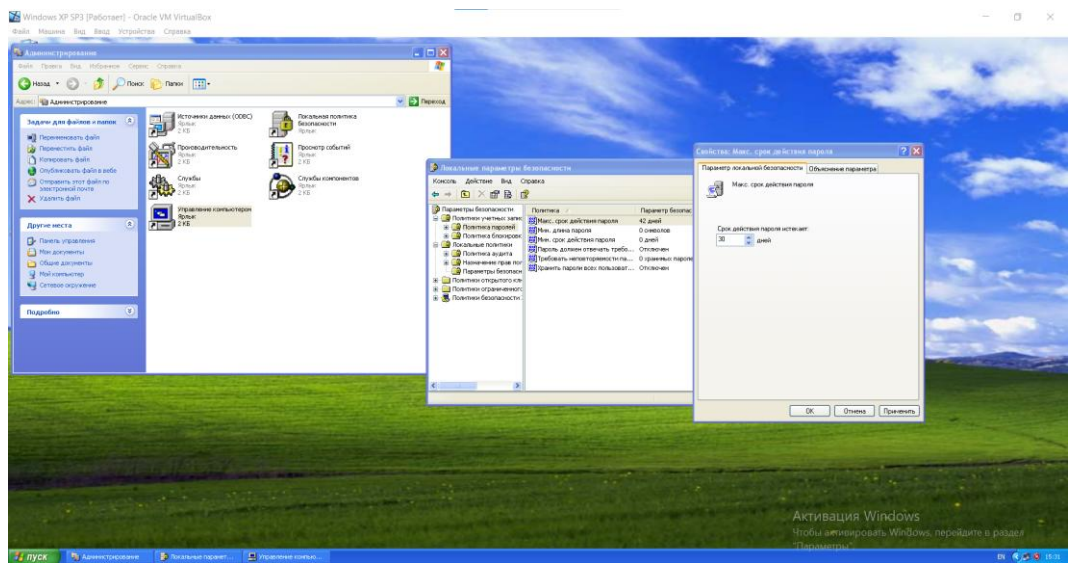 Windows XP SP3 [Работает] - Oracle VM VirtualBox
Файл Машина Вид Ввод Устройства Справка
Администрирование
Файл Правка Вид Избранное Сервис Справка
Назад Поиск Папки
Адрес: Администрирование Переход
Задачи для файлов и папок
Переименовать файл
Переместить файл
Копировать файл
Опубликовать файл в вебе
Отправить этот файл по
электронной почте
Удалить файл
Другие места
Панель управления
Мои документы
Общие документы
Мой компьютер
Сетевое окружение
Подробно
Источники данных (ODBC)
Ярлык
2 КБ
Локальная политика
безопасности
Ярлык
Производительность
Ярлык
2 КБ
Просмотр событий
Ярлык
2 КБ
Службы
Ярлык
2 КБ
Службы компонентов
Ярлык
2 КБ
Управление компьютером
Ярлык
2 КБ
Локальные параметры безопасности
Консоль Действие Вид Справка
Параметры безопасности
Политики учетных запис
Политика паролей
Политика блокировк
Локальные политики
Политика аудита
Назначение прав пол
Параметры безопасн
Политики открытого клю
Политики ограниченног
Политики безопасности
Политика Параметр безопас
Макс. срок действия пароля 42 дней
Мин. длина пароля 0 символов
Мин. срок действия пароля 0 дней
Пароль должен отвечать требо... Отключен
Требовать неповторяемости па... 0 хранимых пароле
Хранить пароли всех пользоват... Отключен
Свойства: Макс. срок действия пароля
Параметр локальной безопасности Объяснение параметра
Макс. срок действия пароля
Срок действия пароля истекает:
30 дней
OK Отмена Применить
Активация Windows
Чтобы активировать Windows, перейдите в раздел
"Параметры".
пуск Администрирование Локальные парамет... Управление компью... EN 15:31